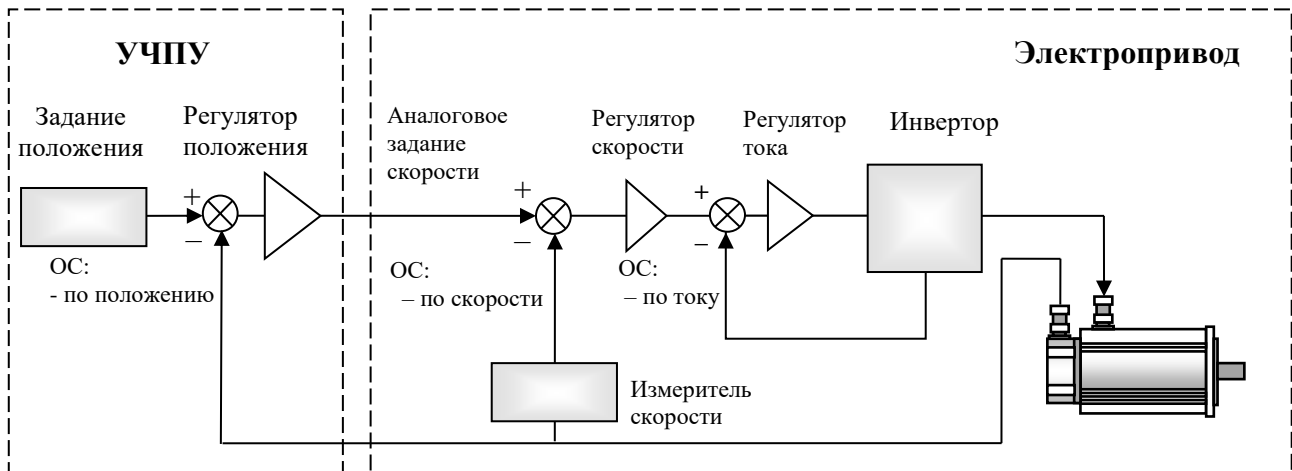 УЧПУ
Электропривод
Задание
положения
Регулятор
положения
Аналоговое
задание
скорости
Регулятор
скорости
Регулятор
тока
Инвертор
+
–
+
–
+
–
ОС:
- по положению
ОС:
– по скорости
ОС:
– по току
Измеритель
скорости